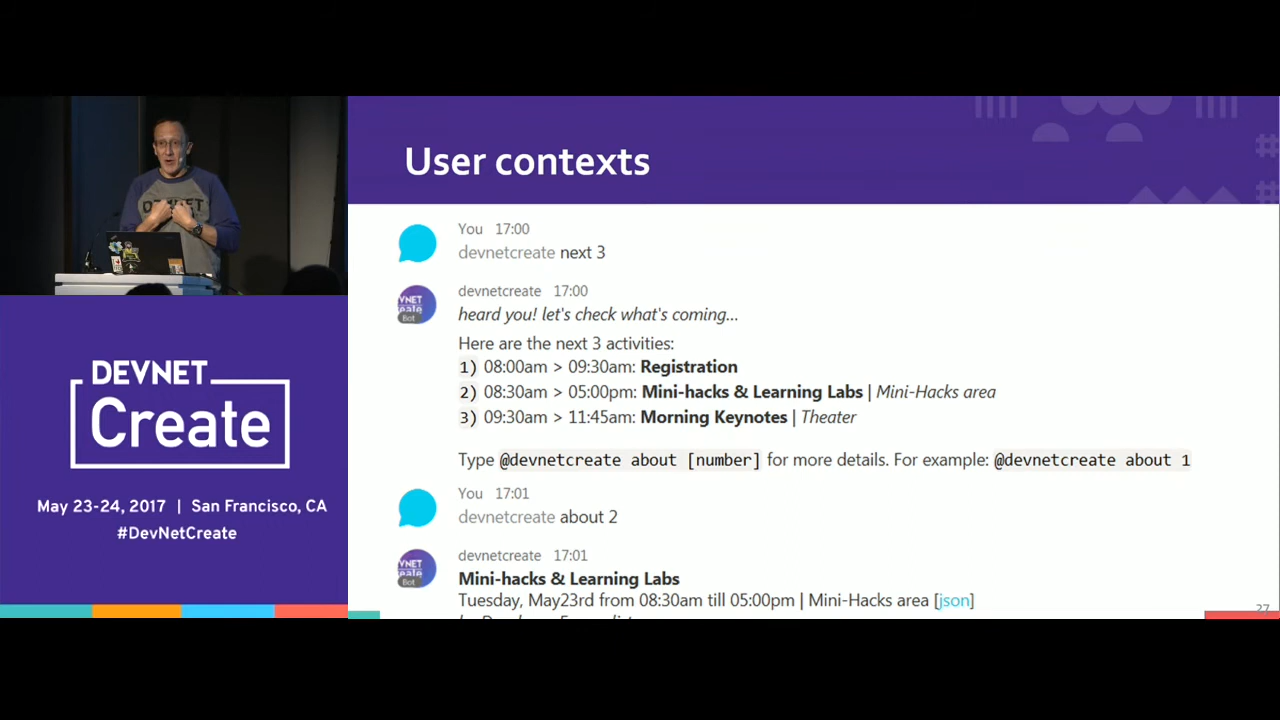 User contexts
You 17:00
devnetcreate next 3
devnetcreate 17:00
heard you! let's check what's coming...
Here are the next 3 activities:
1) 08:00am > 09:30am: Registration
2) 08:30am > 05:00pm: Mini-hacks & Learning Labs | Mini-Hacks area
3) 09:30am > 11:45am: Morning Keynotes | Theater
Type @devnetcreate about [number] for more details. For example: @devnetcreate about 1
You 17:01
devnetcreate about 2
devnetcreate 17:01
Bot
Mini-hacks & Learning Labs
Tuesday, May23rd from 08:30am till 05:00pm | Mini-Hacks area [json]
27
DEVNET
Create
May 23-24, 2017 | San Francisco, CA
#DevNetCreate